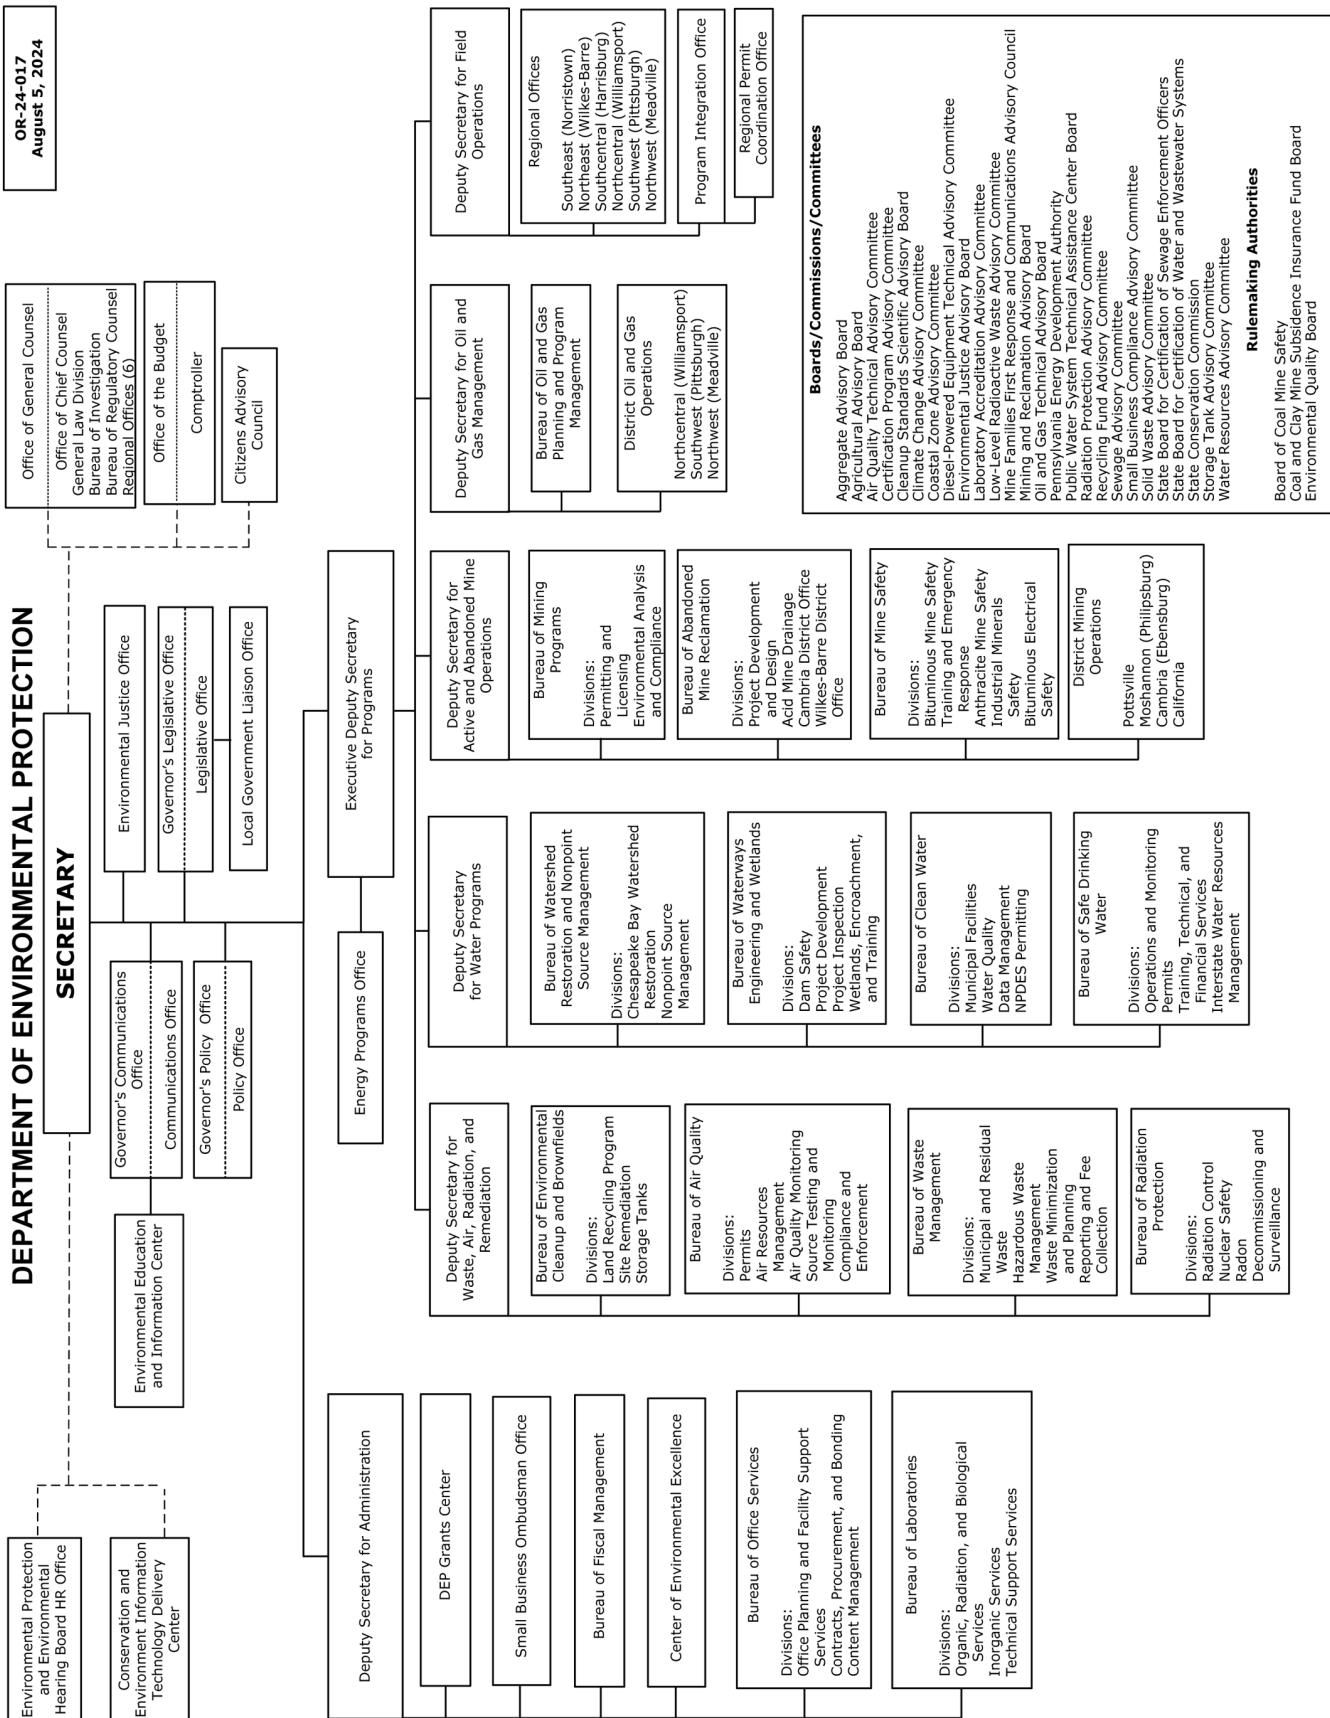 DEPARTMENT OF ENVIRONMENTAL PROTECTION
OR-24-017
August 5, 2024
SECRETARY
Environmental Protection
and Environmental
Hearing Board HR Office
Conservation and
Environment Information
Technology Delivery
Center
Office of General Counsel
Office of Chief Counsel
General Law Division
Bureau of Investigation
Bureau of Regulatory Counsel
Regional Offices (6)
Office of the Budget
Comptroller
Citizens Advisory
Council
Governor's Communications
Office
Communications Office
Environmental Education
and Information Center
Governor's Policy Office
Policy Office
Environmental Justice Office
Governor's Legislative Office
Legislative Office
Local Government Liaison Office
Deputy Secretary for Administration
DEP Grants Center
Small Business Ombudsman Office
Bureau of Fiscal Management
Center of Environmental Excellence
Bureau of Office Services
Divisions:
Office Planning and Facility Support
Services
Contracts, Procurement, and Bonding
Content Management
Bureau of Laboratories
Divisions:
Organic, Radiation, and Biological
Services
Inorganic Services
Technical Support Services
Executive Deputy Secretary
for Programs
Energy Programs Office
Deputy Secretary for
Waste, Air, Radiation, and
Remediation
Bureau of Environmental
Cleanup and Brownfields
Divisions:
Land Recycling Program
Site Remediation
Storage Tanks
Bureau of Air Quality
Divisions:
Permits
Air Resources
Management
Air Quality Monitoring
Source Testing and
Monitoring
Compliance and
Enforcement
Bureau of Waste
Management
Divisions:
Municipal and Residual
Waste
Hazardous Waste
Management
Waste Minimization
and Planning
Reporting and Fee
Collection
Bureau of Radiation
Protection
Divisions:
Radiation Control
Nuclear Safety
Radon
Decommissioning and
Surveillance
Deputy Secretary
for Water Programs
Bureau of Watershed
Restoration and Nonpoint
Source Management
Divisions:
Chesapeake Bay Watershed
Restoration
Nonpoint Source
Management
Bureau of Waterways
Engineering and Wetlands
Divisions:
Dam Safety
Project Development
Project Inspection
Wetlands, Encroachment,
and Training
Bureau of Clean Water
Divisions:
Municipal Facilities
Water Quality
Data Management
NPDES Permitting
Bureau of Safe Drinking
Water
Divisions:
Operations and Monitoring
Permits
Training, Technical, and
Financial Services
Interstate Water Resources
Management
Deputy Secretary for
Active and Abandoned Mine
Operations
Bureau of Mining
Programs
Divisions:
Permitting and
Licensing
Environmental Analysis
and Compliance
Bureau of Abandoned
Mine Reclamation
Divisions:
Project Development
and Design
Acid Mine Drainage
Cambria District Office
Wilkes-Barre District
Office
Bureau of Mine Safety
Divisions:
Bituminous Mine Safety
Training and Emergency
Response
Anthracite Mine Safety
Industrial Minerals
Safety
Bituminous Electrical
Safety
District Mining
Operations
Pottsville
Moshannon (Philipsburg)
Cambria (Ebensburg)
California
Deputy Secretary for Oil and
Gas Management
Bureau of Oil and Gas
Planning and Program
Management
District Oil and Gas
Operations
Northcentral (Williamsport)
Southwest (Pittsburgh)
Northwest (Meadville)
Deputy Secretary for Field
Operations
Regional Offices
Southeast (Norristown)
Northeast (Wilkes-Barre)
Southcentral (Harrisburg)
Northcentral (Williamsport)
Southwest (Pittsburgh)
Northwest (Meadville)
Program Integration Office
Regional Permit
Coordination Office
Boards/Commissions/Committees
Aggregate Advisory Board
Agricultural Advisory Board
Air Quality Technical Advisory Committee
Certification Program Advisory Committee
Cleanup Standards Scientific Advisory Board
Climate Change Advisory Committee
Coastal Zone Advisory Committee
Diesel-Powered Equipment Technical Advisory Committee
Environmental Justice Advisory Board
Laboratory Accreditation Advisory Committee
Low-Level Radioactive Waste Advisory Committee
Mine Families First Response and Communications Advisory Council
Mining and Reclamation Advisory Board
Oil and Gas Technical Advisory Board
Pennsylvania Energy Development Authority
Public Water System Technical Assistance Center Board
Radiation Protection Advisory Committee
Recycling Fund Advisory Committee
Sewage Advisory Committee
Small Business Compliance Advisory Committee
Solid Waste Advisory Committee
State Board for Certification of Sewage Enforcement Officers
State Board for Certification of Water and Wastewater Systems
State Conservation Commission
Storage Tank Advisory Committee
Water Resources Advisory Committee
Rulemaking Authorities
Board of Coal Mine Safety
Coal and Clay Mine Subsidence Insurance Fund Board
Environmental Quality Board